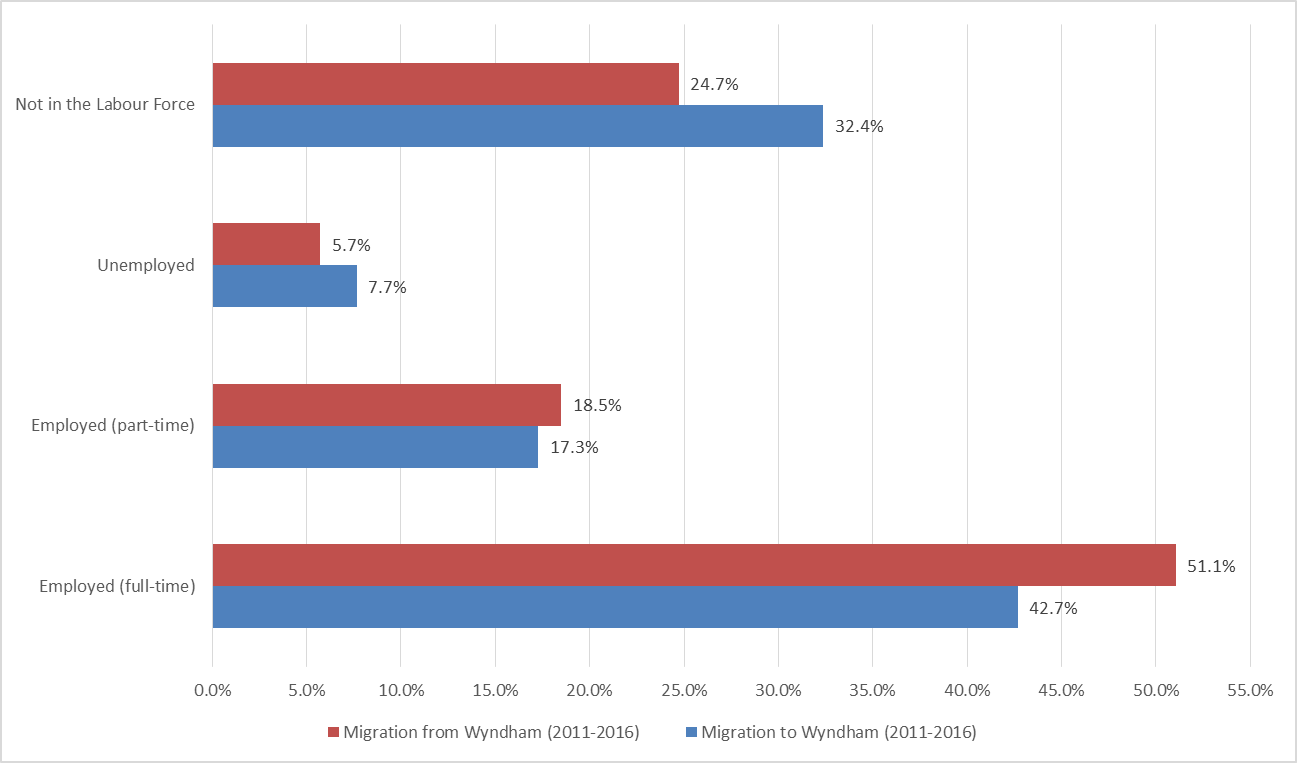 Not in the Labour Force
24.7%
32.4%
Unemployed
5.7%
7.7%
Employed (part-time)
18.5%
17.3%
Employed (full-time)
51.1%
42.7%
0.0% 5.0% 10.0% 15.0% 20.0% 25.0% 30.0% 35.0% 40.0% 45.0% 50.0% 55.0%
Migration from Wyndham (2011-2016) Migration to Wyndham (2011-2016)